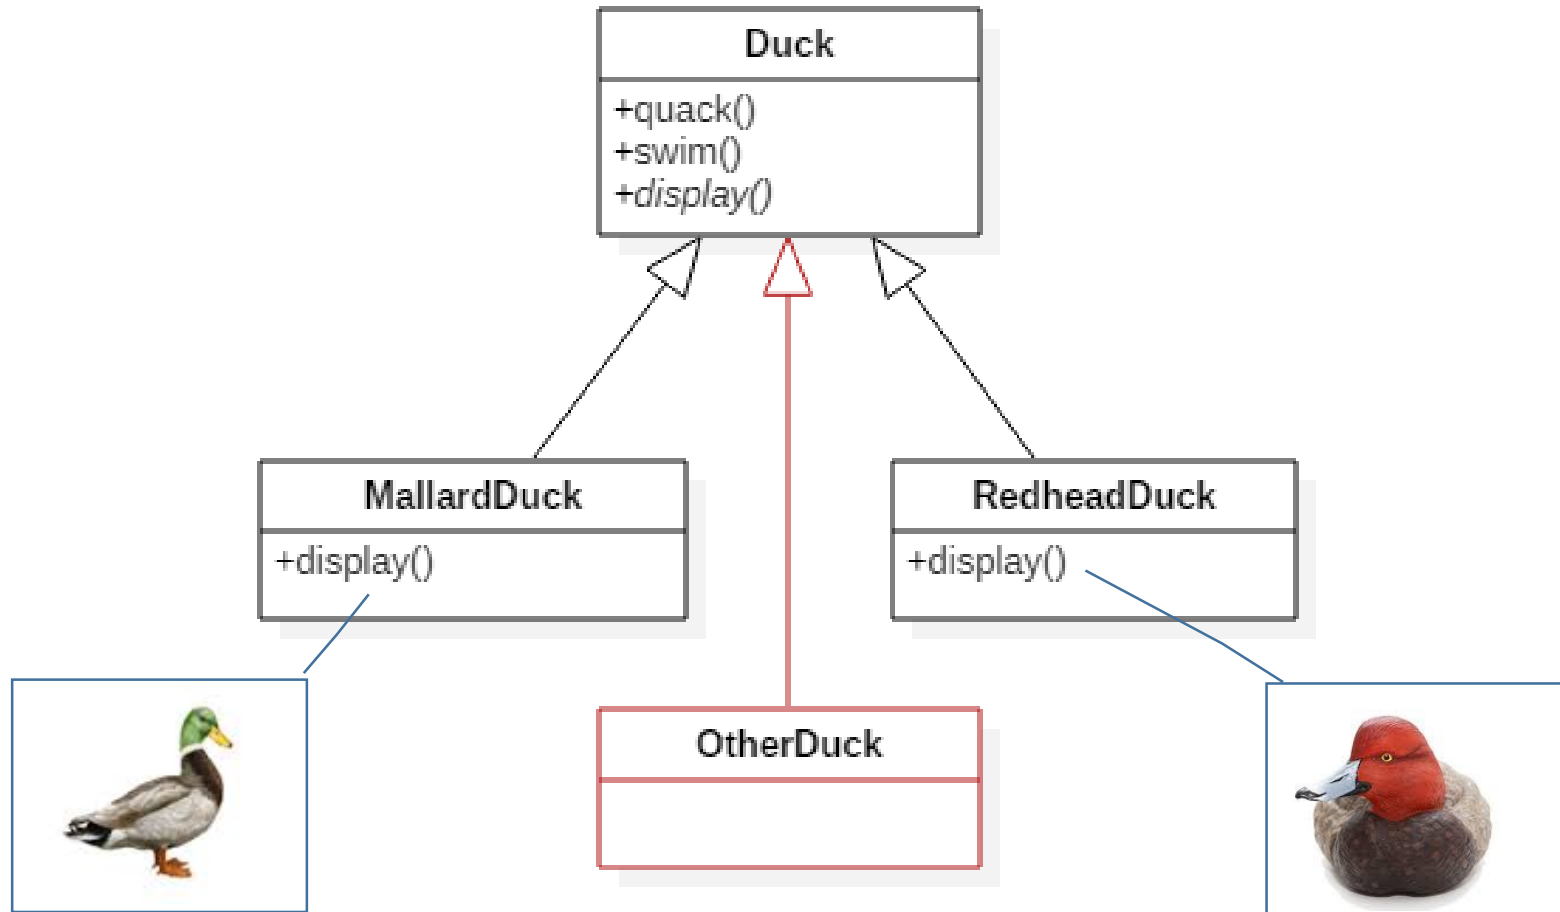 Duck
+quack()
+swim()
+display()
MallardDuck
+display()
RedheadDuck
+display()
OtherDuck